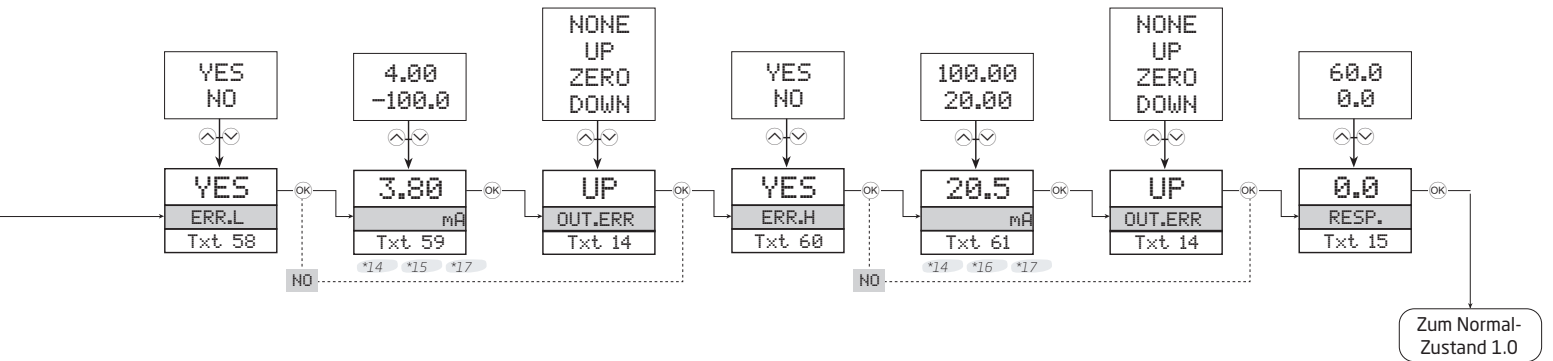 YES
NO
4.00
-100.0
NONE
UP
ZERO
DOWN
YES
NO
100.00
20.00
NONE
UP
ZERO
DOWN
60.0
0.0
YES
ERR.L
Txt 58
OK
3.80
mA
Txt 59
*14 *15 *17
OK
UP
OUT.ERR
Txt 14
OK
NO
YES
ERR.H
Txt 60
OK
20.5
mA
Txt 61
*14 *16 *17
OK
UP
OUT.ERR
Txt 14
OK
NO
0.0
RESP.
Txt 15
OK
Zum Normal-
Zustand 1.0